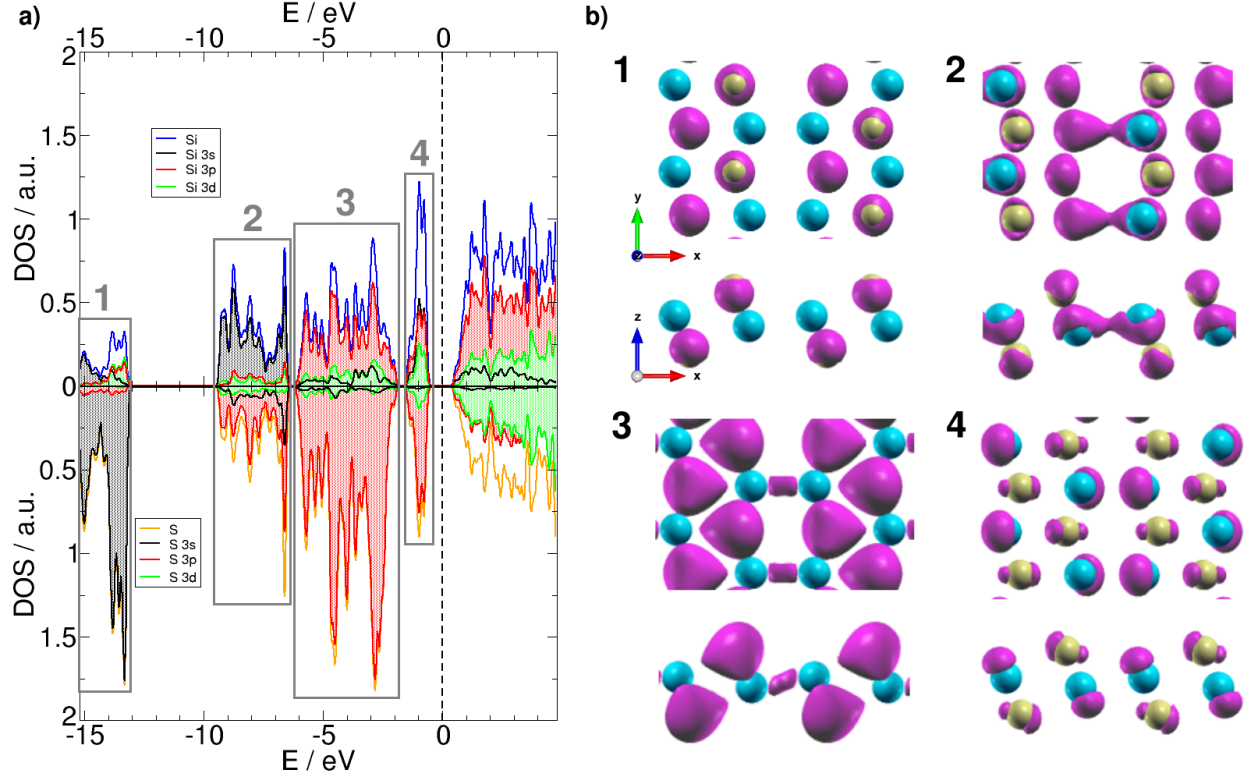 a)
E / eV
-15 -10 -5 0
2
1.5
1
0.5
0
0.5
1
1.5
2
DOS / a.u.
DOS / a.u.
Si
Si 3s
Si 3p
Si 3d
S
S 3s
S 3p
S 3d
1
2
3
4
-15 -10 -5 0
E / eV
b)
1
2
y
z
x
z
x
3
4